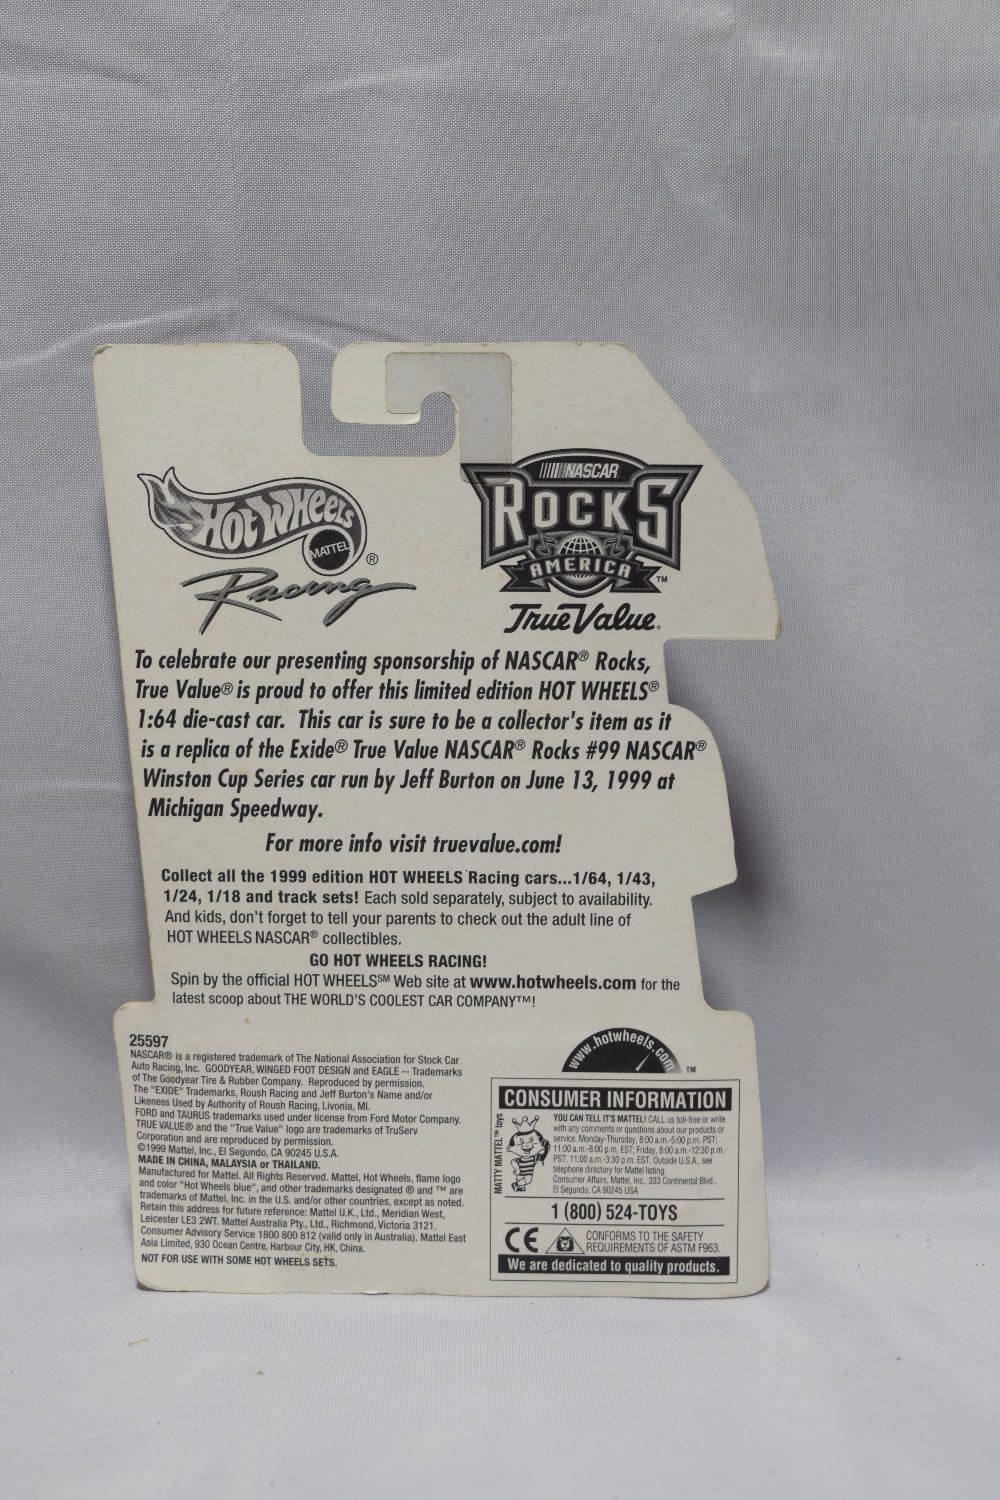 HOT WHEELS
MATTEL
®
Racing
NASCAR
ROCKS
AMERICA
™
True Value.
To celebrate our presenting sponsorship of NASCAR® Rocks,
True Value® is proud to offer this limited edition HOT WHEELS®
1:64 die-cast car. This car is sure to be a collector's item as it
is a replica of the Exide® True Value NASCAR® Rocks #99 NASCAR®
Winston Cup Series car run by Jeff Burton on June 13, 1999 at
Michigan Speedway.
For more info visit truevalue.com!
Collect all the 1999 edition HOT WHEELS Racing cars...1/64, 1/43,
1/24, 1/18 and track sets! Each sold separately, subject to availability.
And kids, don't forget to tell your parents to check out the adult line of
HOT WHEELS NASCAR® collectibles.
GO HOT WHEELS RACING!
Spin by the official HOT WHEELS℠ Web site at www.hotwheels.com for the
latest scoop about THE WORLD'S COOLEST CAR COMPANY™!
25597
NASCAR® is a registered trademark of The National Association for Stock Car
Auto Racing, Inc. GOODYEAR, WINGED FOOT DESIGN and EAGLE -- Trademarks
of The Goodyear Tire & Rubber Company. Reproduced by permission.
The "EXIDE" Trademarks, Roush Racing and Jeff Burton's Name and/or
Likeness Used by Authority of Roush Racing, Livonia, MI.
FORD and TAURUS trademarks used under license from Ford Motor Company.
TRUE VALUE® and the "True Value" logo are trademarks of TruServ
Corporation and are reproduced by permission.
©1999 Mattel, Inc., El Segundo, CA 90245 U.S.A.
MADE IN CHINA, MALAYSIA or THAILAND.
Manufactured for Mattel. All Rights Reserved. Mattel, Hot Wheels, flame logo
and color "Hot Wheels blue", and other trademarks designated ® and ™ are
trademarks of Mattel, Inc. in the U.S. and/or other countries, except as noted.
Retain this address for future reference: Mattel U.K., Ltd., Meridian West,
Leicester LE3 2WT. Mattel Australia Pty., Ltd., Richmond, Victoria 3121.
Consumer Advisory Service 1800 800 812 (valid only in Australia). Mattel East
Asia Limited, 930 Ocean Centre, Harbour City, HK, China.
NOT FOR USE WITH SOME HOT WHEELS SETS.
www.hotwheels.com
™
CONSUMER INFORMATION
MATTY MATTEL™ toys
YOU CAN TELL IT'S MATTEL! CALL us toll-free or write
with any comments or questions about our products or
service. Monday-Thursday, 8:00 a.m.-5:00 p.m. PST;
11:00 a.m.-8:00 p.m. EST; Friday, 8:00 a.m.-12:30 p.m.
PST, 11:00 a.m.-3:30 p.m. EST. Outside U.S.A., see
telephone directory for Mattel listing.
Consumer Affairs, Mattel, Inc., 333 Continental Blvd.,
El Segundo, CA 90245 USA
1 (800) 524-TOYS
CE
CONFORMS TO THE SAFETY
REQUIREMENTS OF ASTM F963.
We are dedicated to quality products.